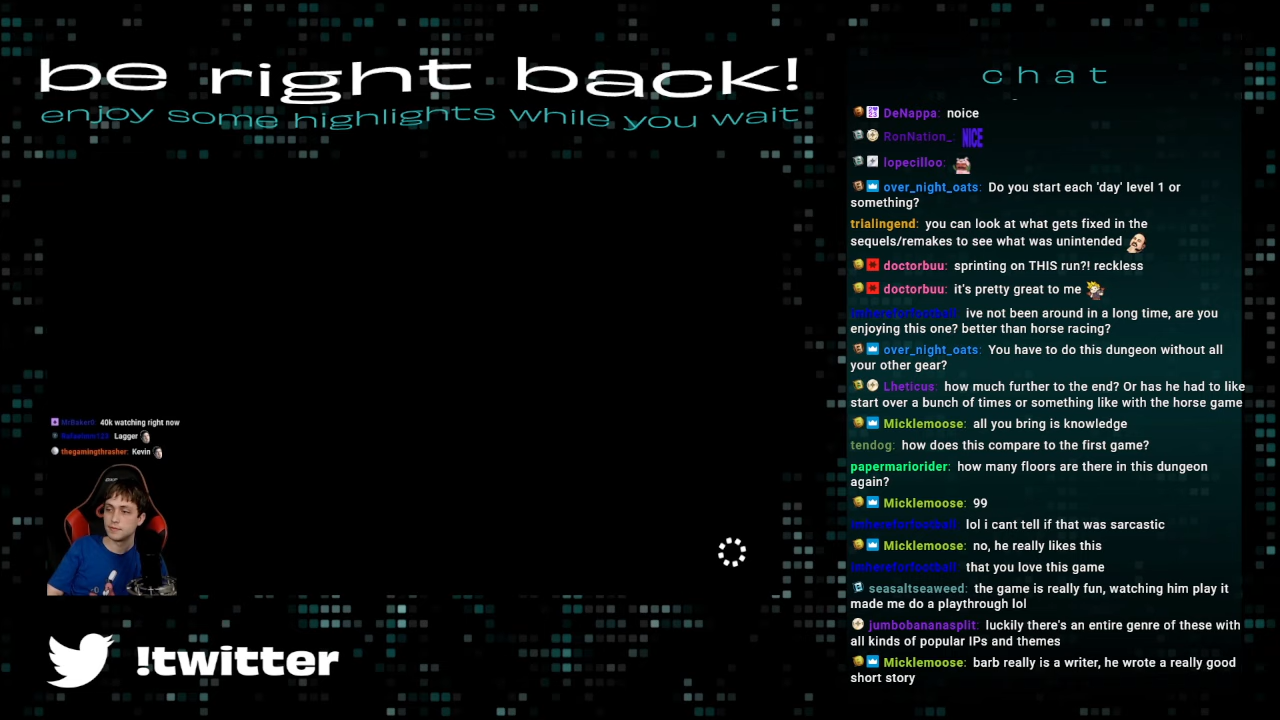 be right back!
enjoy some highlights while you wait
chat
DeNappa: noice
RonNation_: NICE
lopecilloo:
over_night_oats: Do you start each 'day' level 1 or
something?
trialingend: you can look at what gets fixed in the
sequels/remakes to see what was unintended
doctorbuu: sprinting on THIS run?! reckless
doctorbuu: it's pretty great to me
imhereforfootball: ive not been around in a long time, are you
enjoying this one? better than horse racing?
over_night_oats: You have to do this dungeon without all
your other gear?
Lheticus: how much further to the end? Or has he had to like
start over a bunch of times or something like with the horse game
Micklemoose: all you bring is knowledge
tendog: how does this compare to the first game?
papermariorider: how many floors are there in this dungeon
again?
Micklemoose: 99
imhereforfootball: lol i cant tell if that was sarcastic
Micklemoose: no, he really likes this
imhereforfootball: that you love this game
seasaltseaweed: the game is really fun, watching him play it
made me do a playthrough lol
jumbobananasplit: luckily there's an entire genre of these with
all kinds of popular IPs and themes
Micklemoose: barb really is a writer, he wrote a really good
short story
McBaker0: 40k watching right now
Lagger
thegamingthrasher: Kevin
!twitter